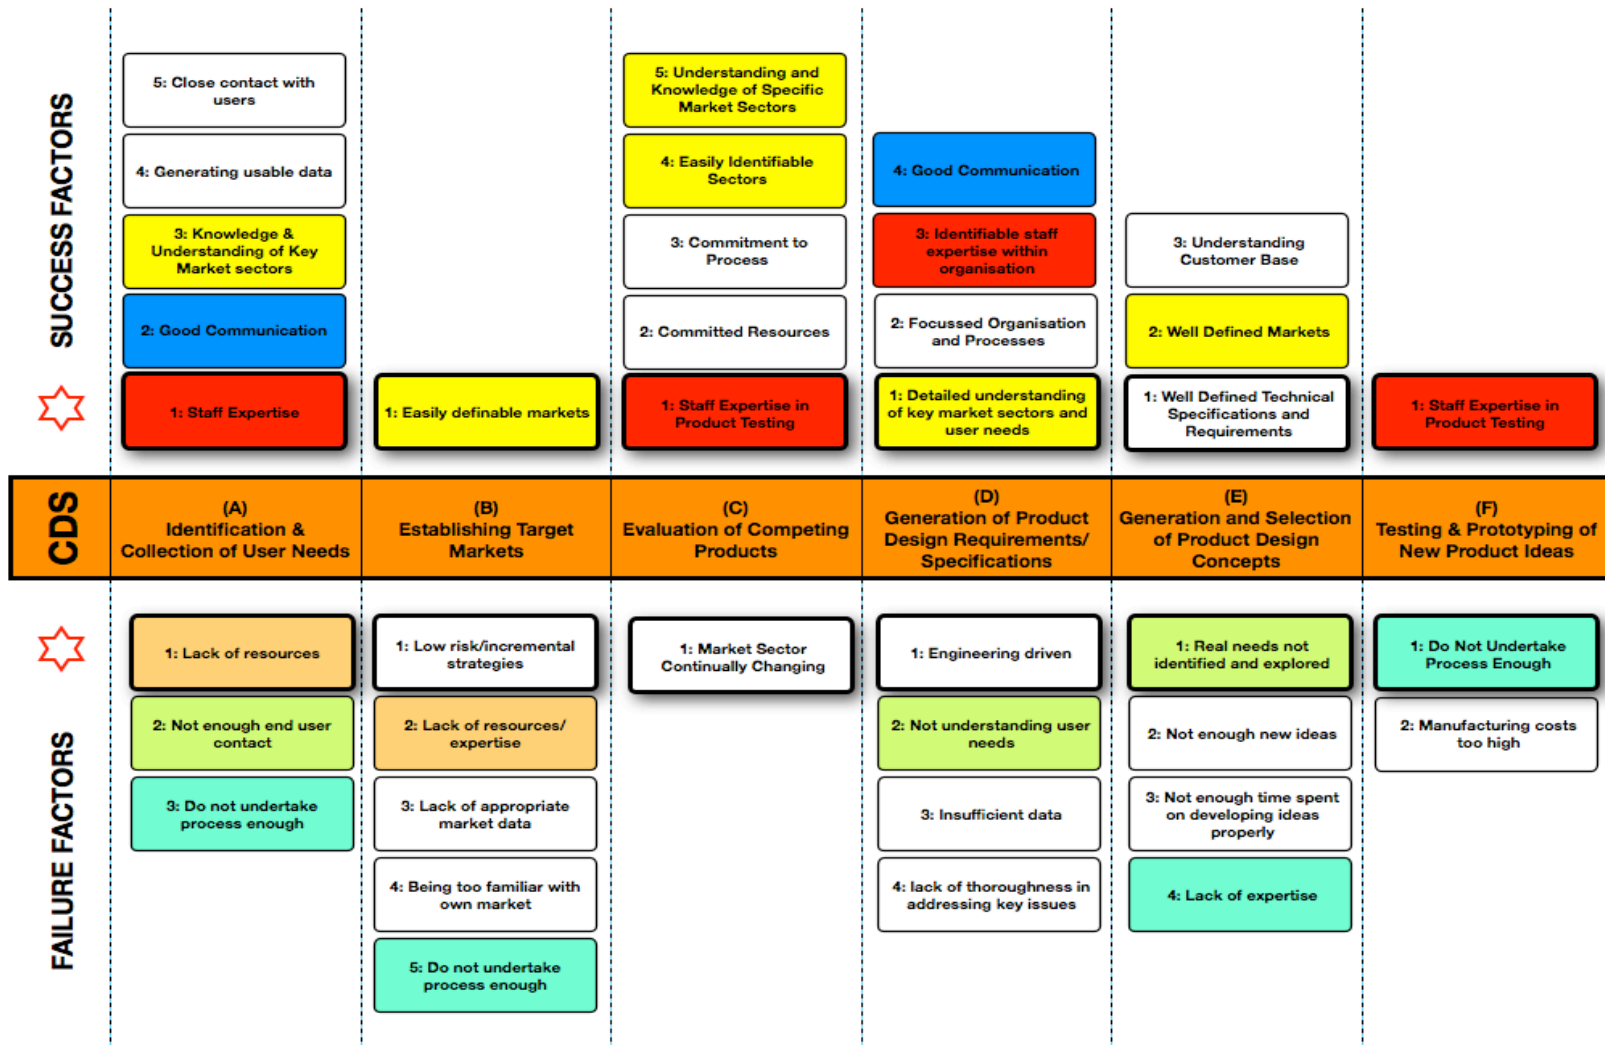 SUCCESS FACTORS
5: Close contact with
users
4: Generating usable data
3: Knowledge &
Understanding of Key
Market sectors
2: Good Communication
1: Staff Expertise
1: Easily definable markets
5: Understanding and
Knowledge of Specific
Market Sectors
4: Easily Identifiable
Sectors
3: Commitment to
Process
2: Committed Resources
1: Staff Expertise in
Product Testing
4: Good Communication
3: Identifiable staff
expertise within
organisation
2: Focussed Organisation
and Processes
1: Detailed understanding
of key market sectors and
user needs
3: Understanding
Customer Base
2: Well Defined Markets
1: Well Defined Technical
Specifications and
Requirements
1: Staff Expertise in
Product Testing
CDS
(A)
Identification &
Collection of User Needs
(B)
Establishing Target
Markets
(C)
Evaluation of Competing
Products
(D)
Generation of Product
Design Requirements/
Specifications
(E)
Generation and Selection
of Product Design
Concepts
(F)
Testing & Prototyping of
New Product Ideas
FAILURE FACTORS
1: Lack of resources
2: Not enough end user
contact
3: Do not undertake
process enough
1: Low risk/incremental
strategies
2: Lack of resources/
expertise
3: Lack of appropriate
market data
4: Being too familiar with
own market
5: Do not undertake
process enough
1: Market Sector
Continually Changing
1: Engineering driven
2: Not understanding user
needs
3: Insufficient data
4: lack of thoroughness in
addressing key issues
1: Real needs not
identified and explored
2: Not enough new ideas
3: Not enough time spent
on developing ideas
properly
4: Lack of expertise
1: Do Not Undertake
Process Enough
2: Manufacturing costs
too high